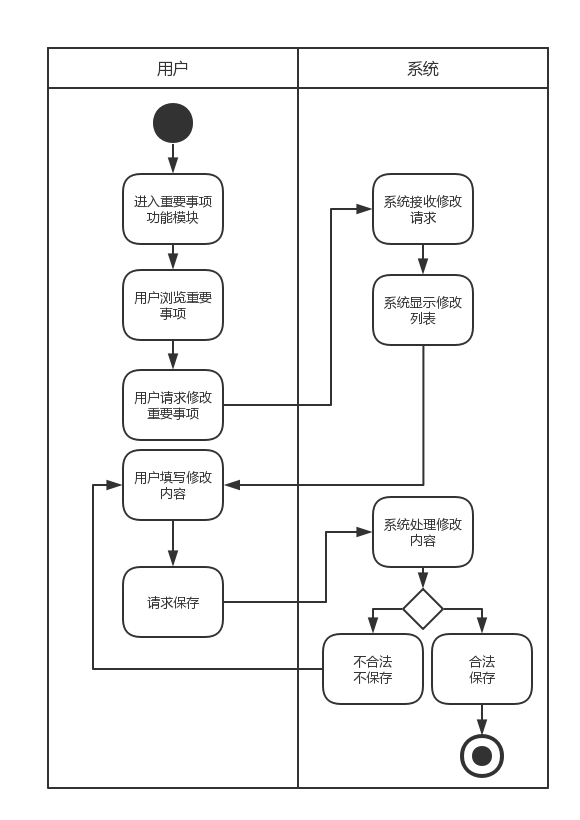 用户
系统
进入重要事项
功能模块
用户浏览重要
事项
用户请求修改
重要事项
系统接收修改
请求
系统显示修改
列表
用户填写修改
内容
请求保存
系统处理修改
内容
不合法
不保存
合法
保存